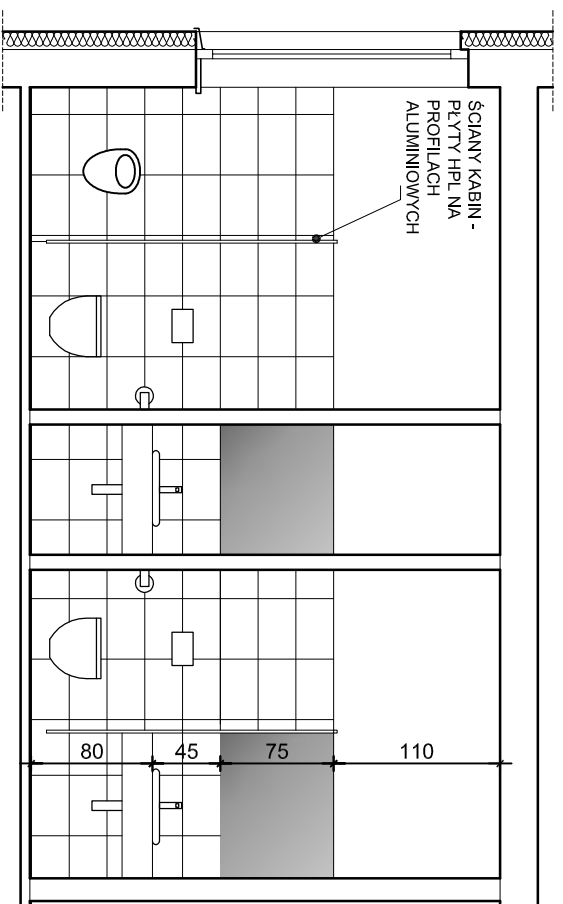 ŚCIANY KABIN -
PŁYTY HPL NA
PROFILACH
ALUMINIOWYCH
80
45
75
110